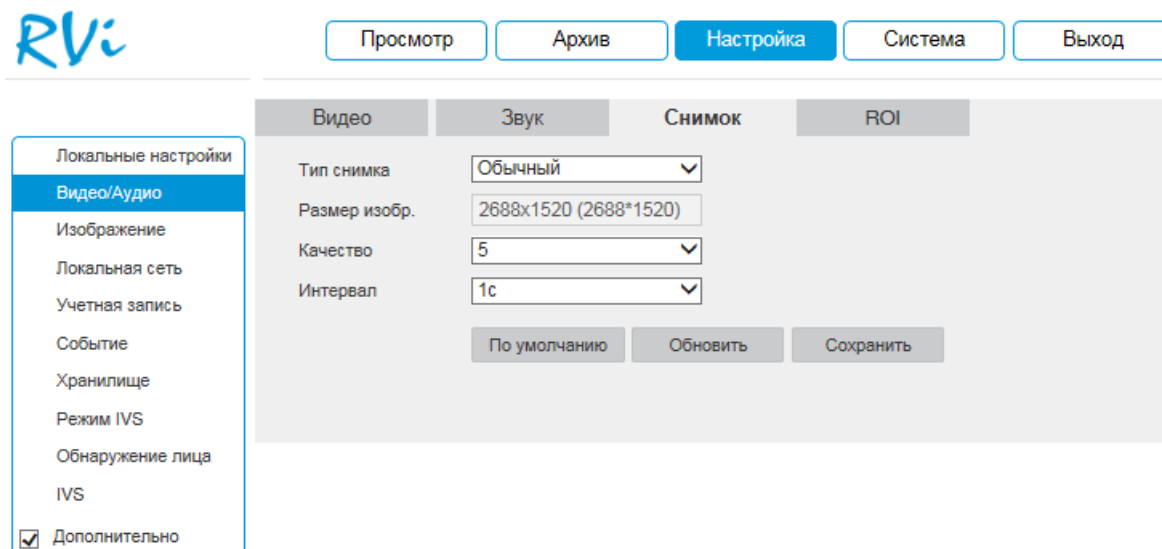 RVi
Просмотр Архив Настройка Система Выход
Видео Звук Снимок ROI
Локальные настройки
Видео/Аудио
Изображение
Локальная сеть
Учетная запись
Событие
Хранилище
Режим IVS
Обнаружение лица
IVS
Дополнительно
Тип снимка Обычный
Размер изобр. 2688x1520 (2688*1520)
Качество 5
Интервал 1с
По умолчанию Обновить Сохранить